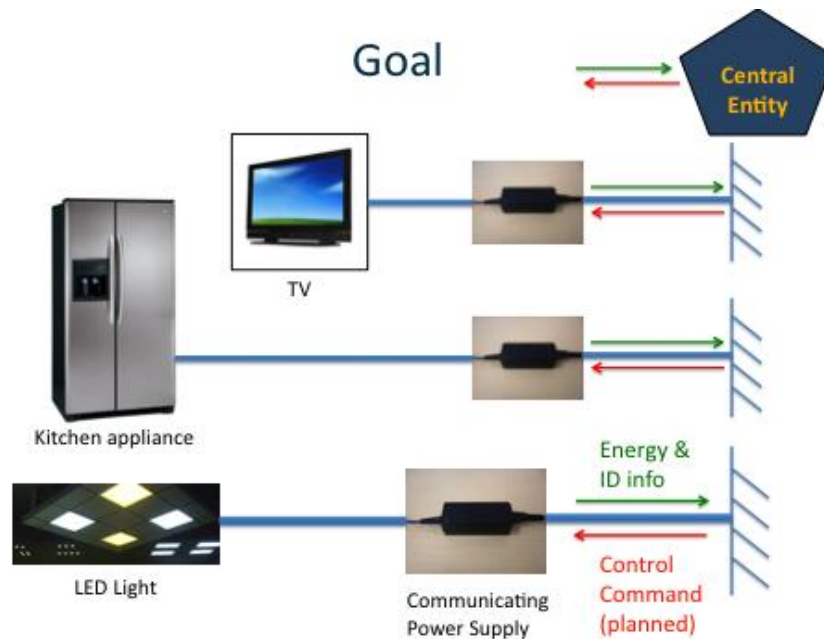 Goal
Central
Entity
TV
Kitchen appliance
Energy &
ID info
LED Light
Communicating
Power Supply
Control
Command
(planned)